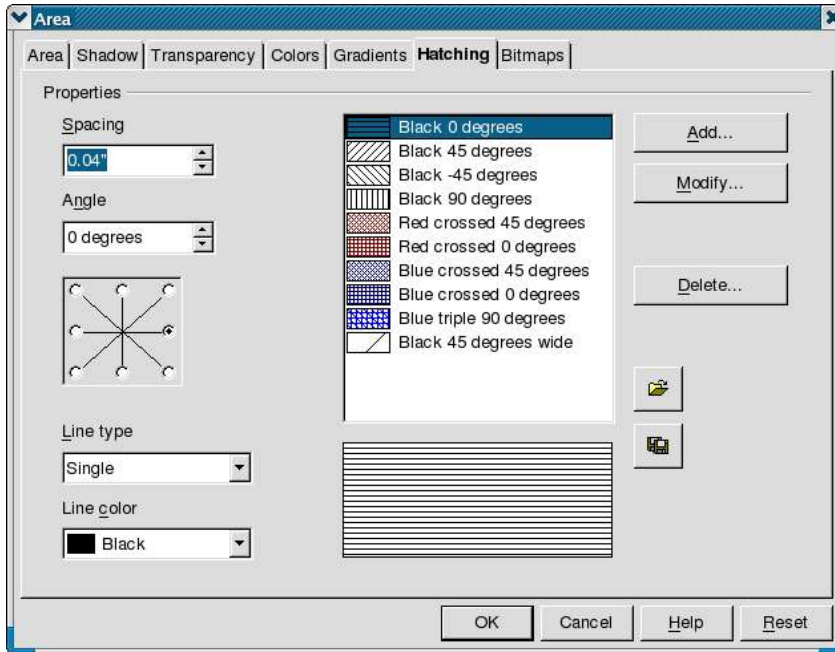 Area
Area Shadow Transparency Colors Gradients Hatching Bitmaps
Properties
Spacing
0.04"
Angle
0 degrees
Line type
Single
Line color
Black
Black 0 degrees
Black 45 degrees
Black -45 degrees
Black 90 degrees
Red crossed 45 degrees
Red crossed 0 degrees
Blue crossed 45 degrees
Blue crossed 0 degrees
Blue triple 90 degrees
Black 45 degrees wide
Add...
Modify...
Delete...
OK Cancel Help Reset